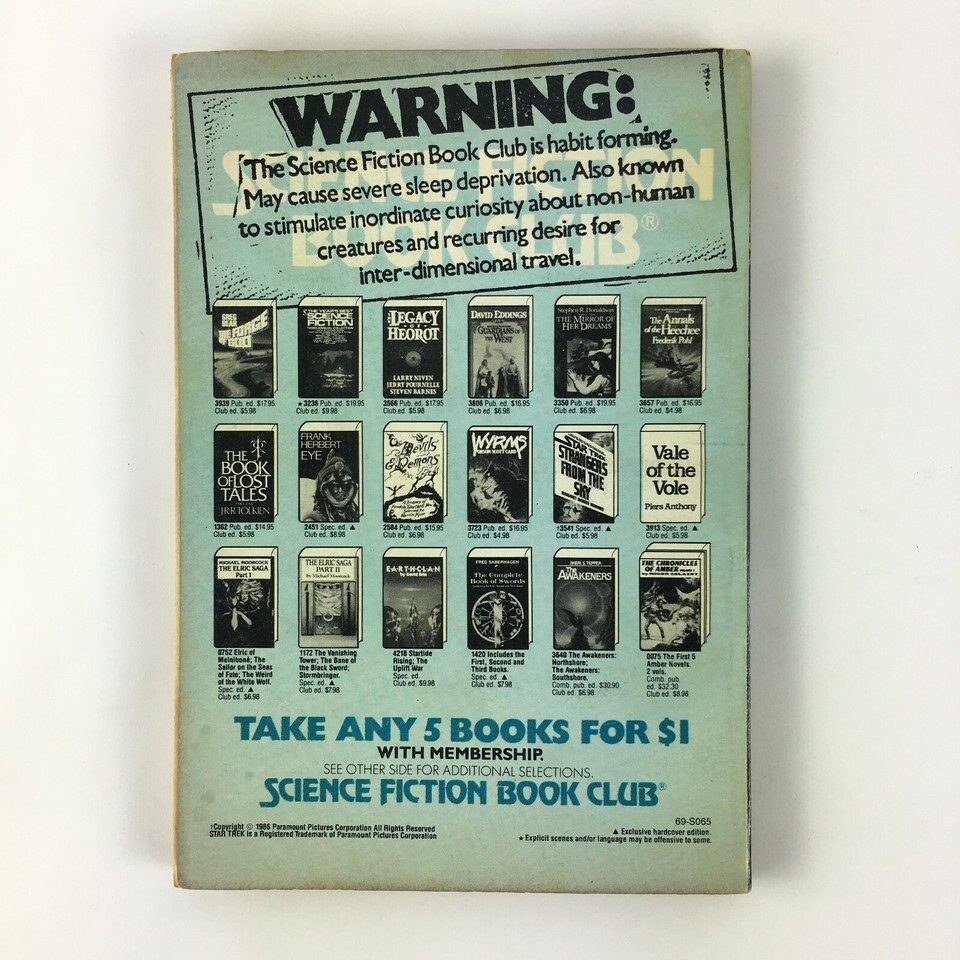 WARNING:
The Science Fiction Book Club is habit forming.
May cause severe sleep deprivation. Also known
to stimulate inordinate curiosity about non-human
creatures and recurring desire for
inter-dimensional travel.
SCIENCE FICTION
BOOK CLUB®
GREG
BEAR
THE FORGE
OF GOD
3939 Pub. ed. $17.95
Club ed. $5.98
THE YEAR'S BEST
SCIENCE
FICTION
★3236 Pub. ed. $19.95
Club ed. $9.98
THE LEGACY
OF
HEOROT
LARRY NIVEN
JERRY POURNELLE
STEVEN BARNES
3566 Pub. ed. $17.95
Club ed. $5.98
DAVID EDDINGS
GUARDIANS OF
THE WEST
3806 Pub. ed. $16.95
Club ed. $6.98
Stephen R. Donaldson
THE MIRROR OF
HER DREAMS
3350 Pub. ed. $19.95
Club ed. $6.98
The Annals
of the Heechee
Frederik Pohl
3657 Pub. ed. $16.95
Club ed. $4.98
THE
BOOK
OF LOST
TALES
J·R·R TOLKIEN
1362 Pub. ed. $14.95
Club ed. $5.98
FRANK
HERBERT
EYE
2451 Spec. ed. ▲
Club ed. $8.98
Devils
& Demons
2584 Pub. ed. $15.95
Club ed. $6.98
WYRMS
ORSON SCOTT CARD
3723 Pub. ed. $16.95
Club ed. $4.98
STAR TREK
STRANGERS
FROM THE
SKY
†3541 Spec. ed. ▲
Club ed. $5.98
Vale
of the
Vole
Piers Anthony
3913 Spec. ed. ▲
Club ed. $5.98
MICHAEL MOORCOCK
THE ELRIC SAGA
Part I
0752 Elric of
Melniboné; The
Sailor on the Seas
of Fate; The Weird
of the White Wolf.
Spec. ed. ▲
Club ed. $6.98
THE ELRIC SAGA
PART II
by Michael Moorcock
1172 The Vanishing
Tower; The Bane of
the Black Sword;
Stormbringer.
Spec. ed. ▲
Club ed. $7.98
EARTHCLAN
by David Brin
4218 Startide
Rising; The
Uplift War
Spec. ed.
Club ed. $9.98
FRED SABERHAGEN
The Complete
Book of Swords
1420 Includes the
First, Second and
Third Books.
Spec. ed. ▲
Club ed. $7.98
SHERI S. TEPPER
The
AWAKENERS
3640 The Awakeners:
Northshore;
The Awakeners:
Southshore.
Comb. pub. ed. $30.90
Club ed. $6.98
THE CHRONICLES
OF AMBER
by ROGER ZELAZNY
0075 The First 5
Amber Novels.
2 vols.
Comb. pub.
ed. $32.30
Club ed. $8.98
TAKE ANY 5 BOOKS FOR $1
WITH MEMBERSHIP.
SEE OTHER SIDE FOR ADDITIONAL SELECTIONS.
SCIENCE FICTION BOOK CLUB®
69-S065
†Copyright © 1986 Paramount Pictures Corporation All Rights Reserved
STAR TREK is a Registered Trademark of Paramount Pictures Corporation
▲ Exclusive hardcover edition.
★ Explicit scenes and/or language may be offensive to some.